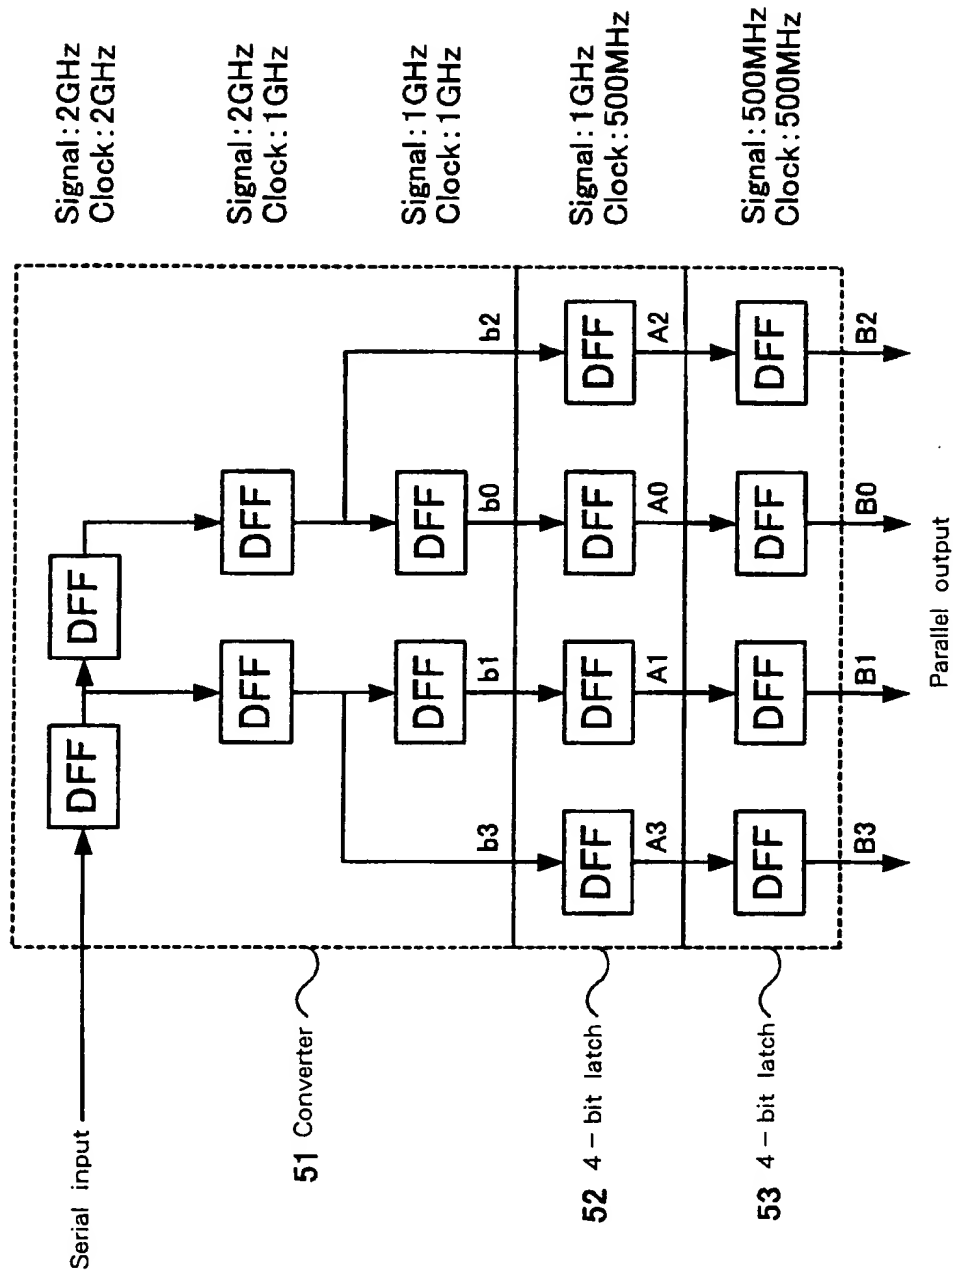 Signal:2GHz
Clock:2GHz
Signal:2GHz
Clock:1GHz
Signal:1GHz
Clock:1GHz
Signal:1GHz
Clock:500MHz
Signal:500MHz
Clock:500MHz
Serial input
DFF
DFF
DFF
DFF
DFF
DFF
b3
b1
b0
b2
DFF
DFF
DFF
DFF
A3
A1
A0
A2
DFF
DFF
DFF
DFF
B3
B1
B0
B2
51 Converter
52 4-bit latch
53 4-bit latch
Parallel output